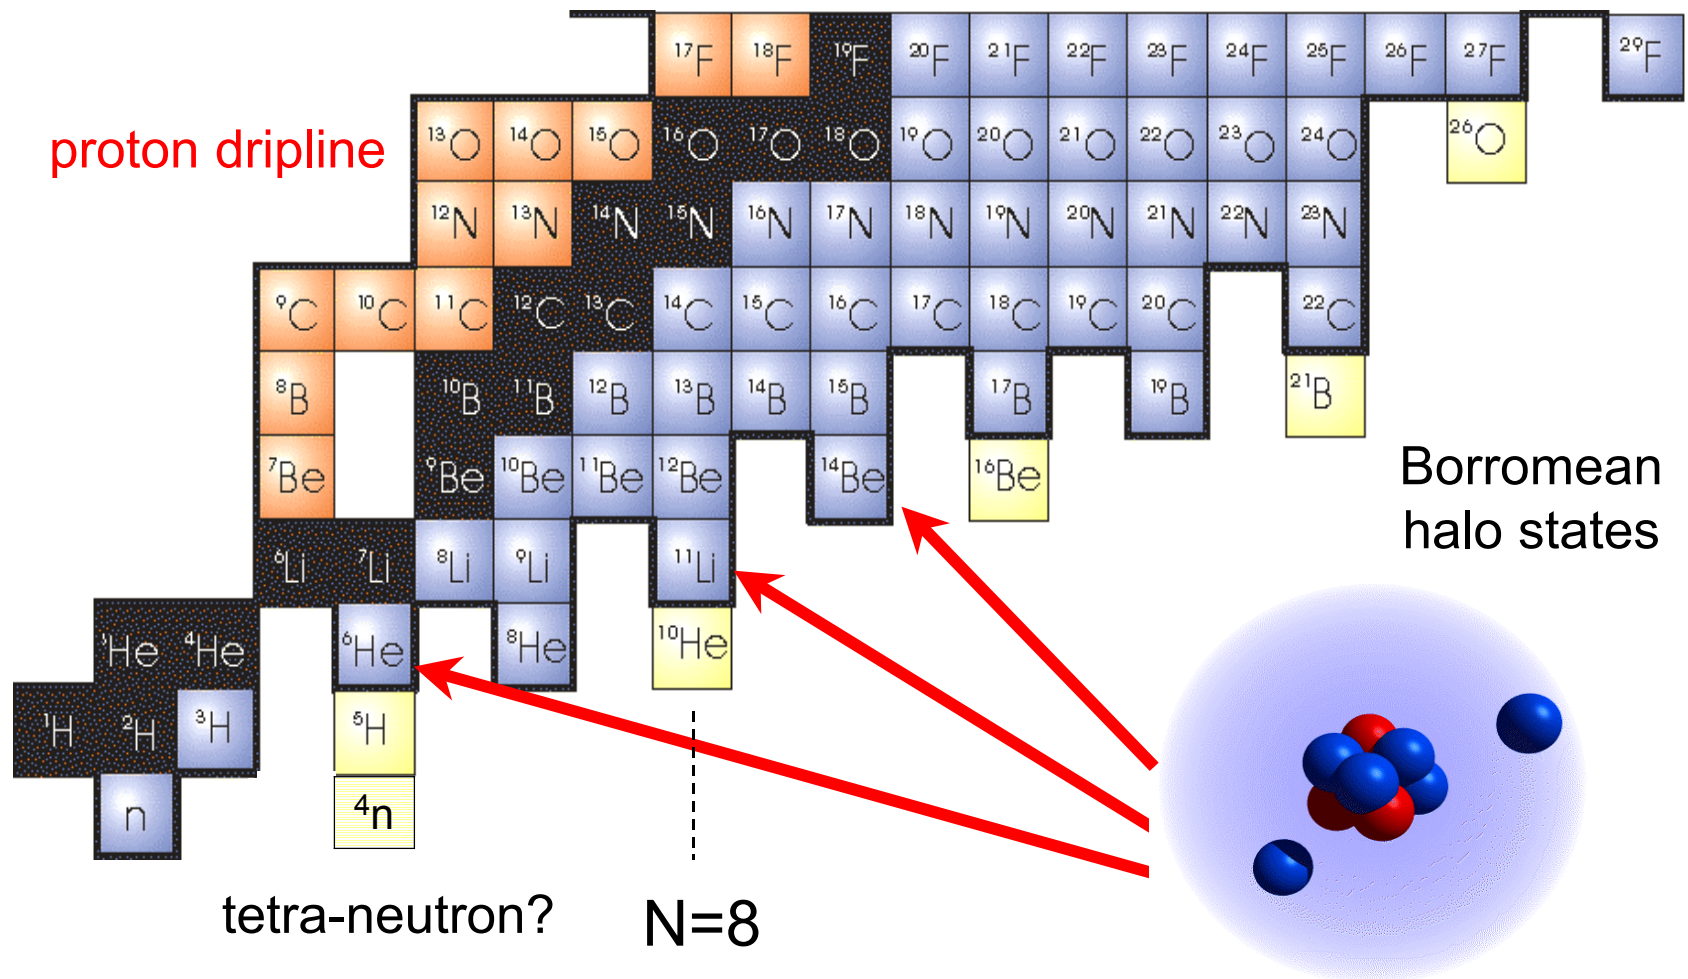 17F 18F 19F 20F 21F 22F 23F 24F 25F 26F 27F 29F
proton dripline
13O 14O 15O 16O 17O 18O 19O 20O 21O 22O 23O 24O 26O
12N 13N 14N 15N 16N 17N 18N 19N 20N 21N 22N 23N
9C 10C 11C 12C 13C 14C 15C 16C 17C 18C 19C 20C 22C
8B 10B 11B 12B 13B 14B 15B 17B 19B 21B
7Be 9Be 10Be 11Be 12Be 14Be 16Be
Borromean
halo states
6Li 7Li 8Li 9Li 11Li
He 4He 6He 8He 10He
1H 2H 3H 5H
n 4n
tetra-neutron?
N=8